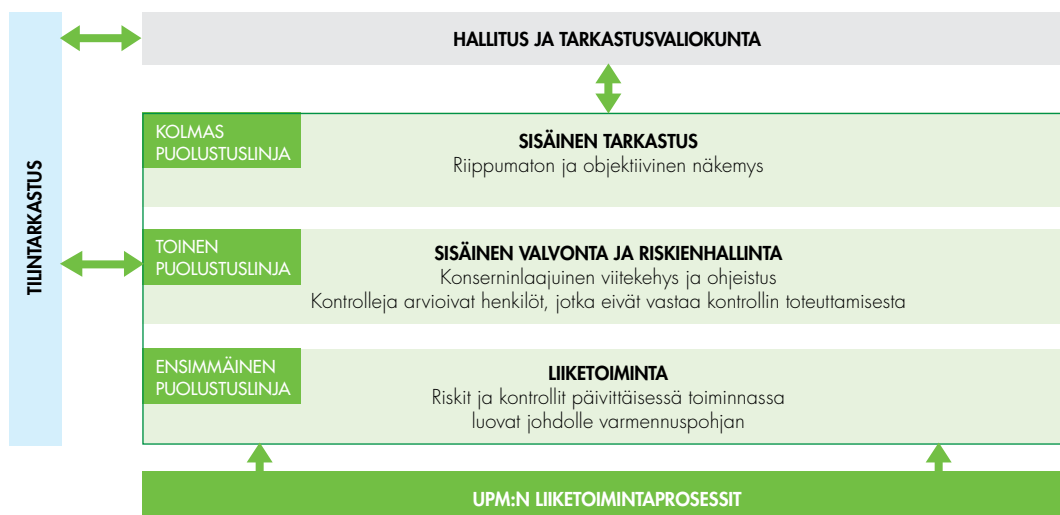 TILINTARKASTUS
HALLITUS JA TARKASTUSVALIOKUNTA
KOLMAS
PUOLUSTUSLINJA
SISÄINEN TARKASTUS
Riippumaton ja objektiivinen näkemys
TOINEN
PUOLUSTUSLINJA
SISÄINEN VALVONTA JA RISKIENHALLINTA
Konserninlaajuinen viitekehys ja ohjeistus
Kontrolleja arvioivat henkilöt, jotka eivät vastaa kontrollin toteuttamisesta
ENSIMMÄINEN
PUOLUSTUSLINJA
LIIKETOIMINTA
Riskit ja kontrollit päivittäisessä toiminnassa
luovat johdolle varmennuspohjan
UPM:N LIIKETOIMINTAPROSESSIT